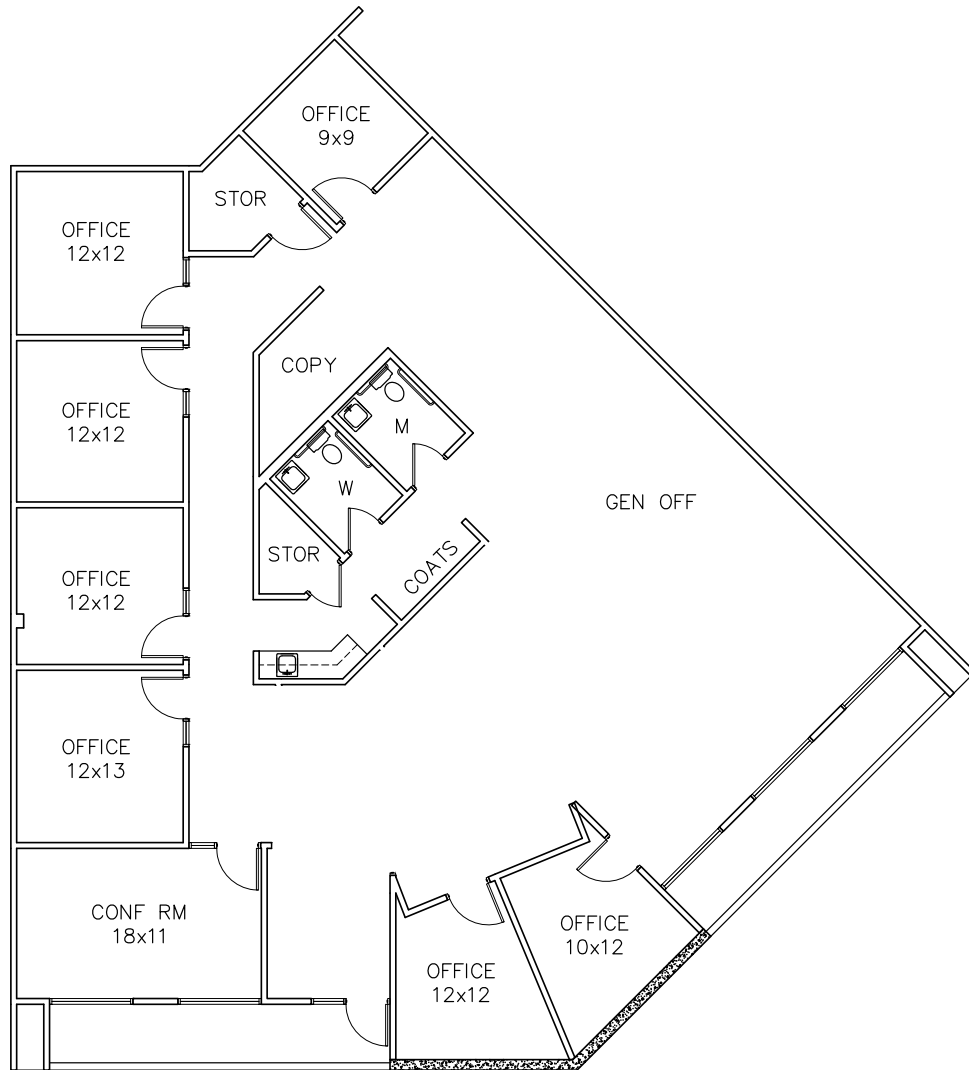 OFFICE
9x9
STOR
OFFICE
12x12
COPY
OFFICE
12x12
M
W
GEN OFF
STOR
COATS
OFFICE
12x12
OFFICE
12x13
CONF RM
18x11
OFFICE
10x12
OFFICE
12x12